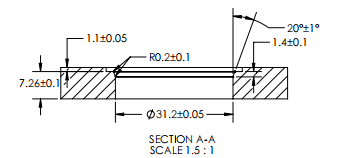 20°±1°
1.1±0.05
R0.2±0.1
1.4±0.1
7.26±0.1
Ø31.2±0.05
SECTION A-A
SCALE 1.5 : 1